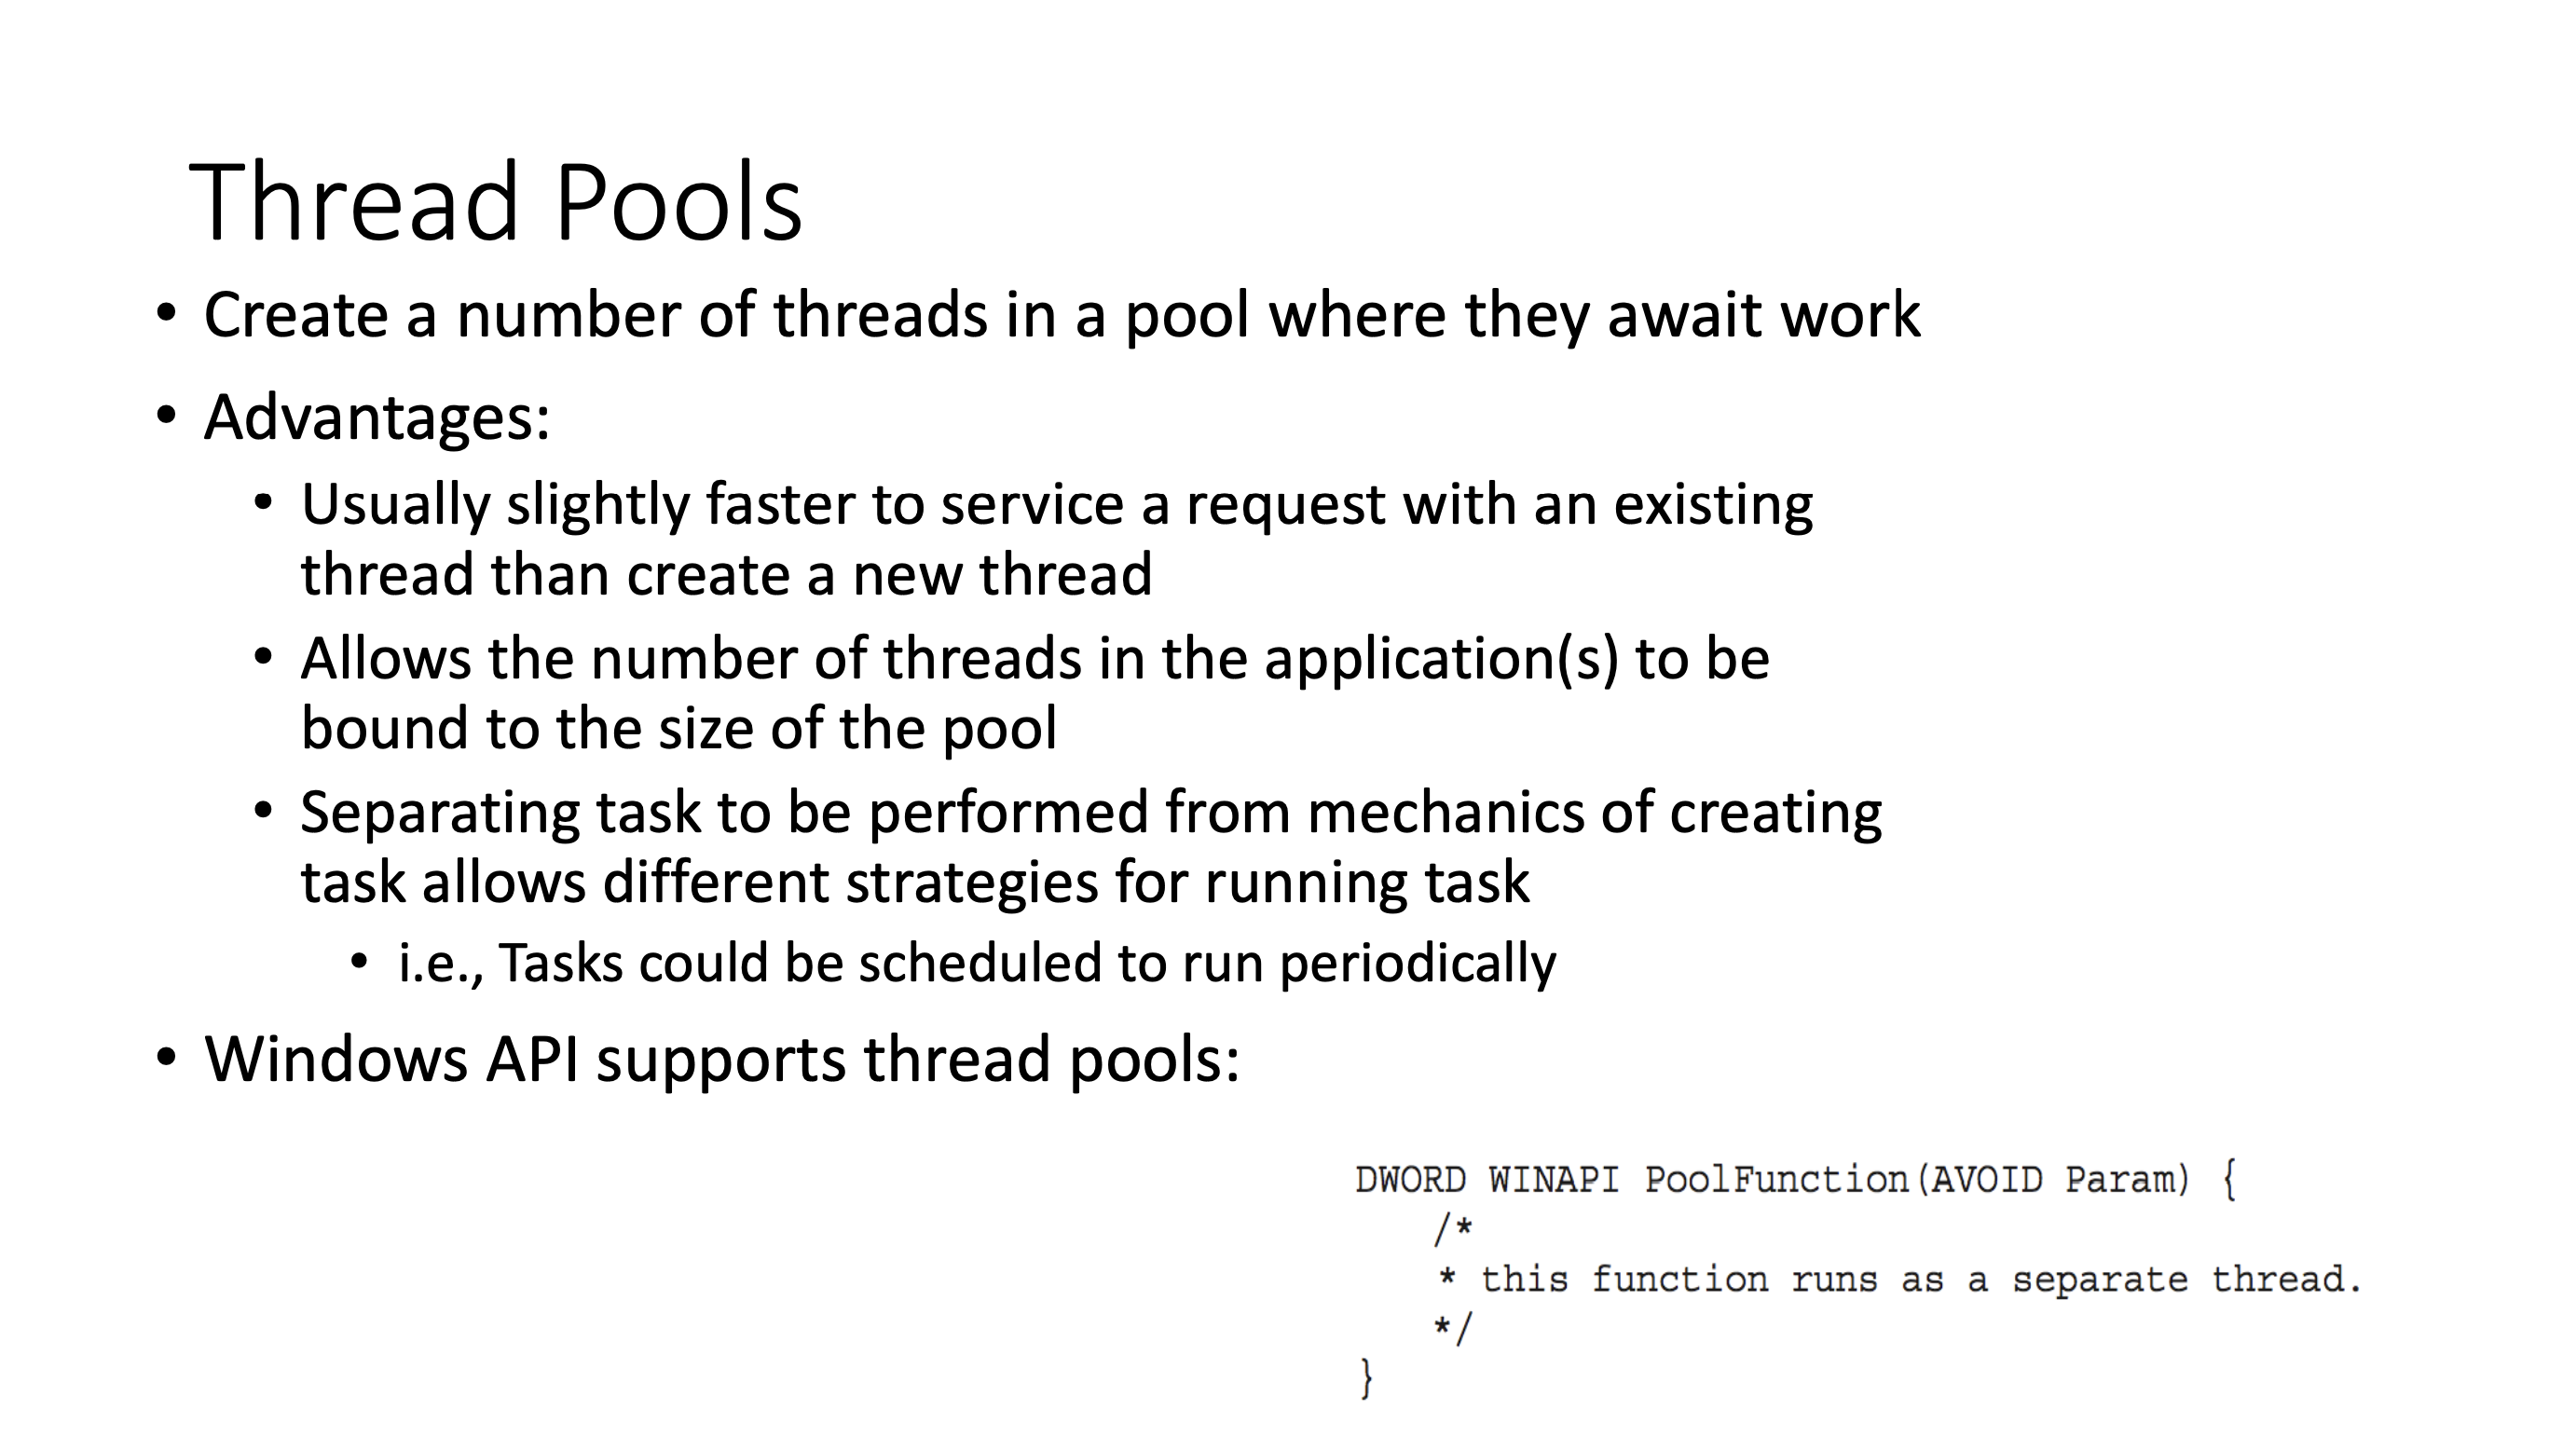 Thread Pools
• Create a number of threads in a pool where they await work
• Advantages:
• Usually slightly faster to service a request with an existing
thread than create a new thread
• Allows the number of threads in the application(s) to be
bound to the size of the pool
• Separating task to be performed from mechanics of creating
task allows different strategies for running task
• i.e., Tasks could be scheduled to run periodically
• Windows API supports thread pools:
DWORD WINAPI PoolFunction(AVOID Param) {
/*
* this function runs as a separate thread.
*/
}